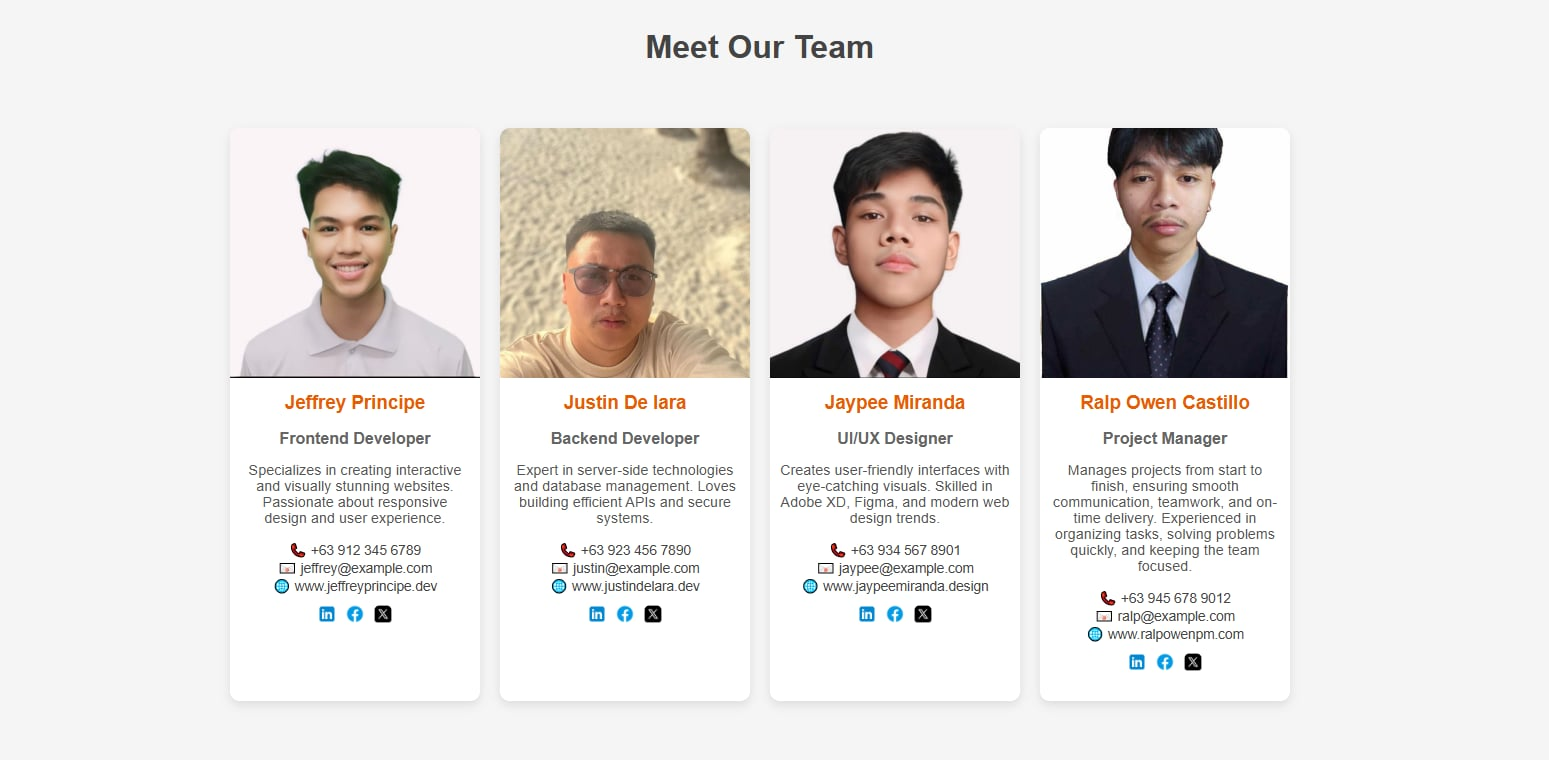 Meet Our Team
Jeffrey Principe
Frontend Developer
Specializes in creating interactive
and visually stunning websites.
Passionate about responsive
design and user experience.
+63 912 345 6789
jeffrey@example.com
www.jeffreyprincipe.dev
in f X
Justin De lara
Backend Developer
Expert in server-side technologies
and database management. Loves
building efficient APIs and secure
systems.
+63 923 456 7890
justin@example.com
www.justindelara.dev
in f X
Jaypee Miranda
UI/UX Designer
Creates user-friendly interfaces with
eye-catching visuals. Skilled in
Adobe XD, Figma, and modern web
design trends.
+63 934 567 8901
jaypee@example.com
www.jaypeemiranda.design
in f X
Ralp Owen Castillo
Project Manager
Manages projects from start to
finish, ensuring smooth
communication, teamwork, and on-
time delivery. Experienced in
organizing tasks, solving problems
quickly, and keeping the team
focused.
+63 945 678 9012
ralp@example.com
www.ralpowenpm.com
in f X